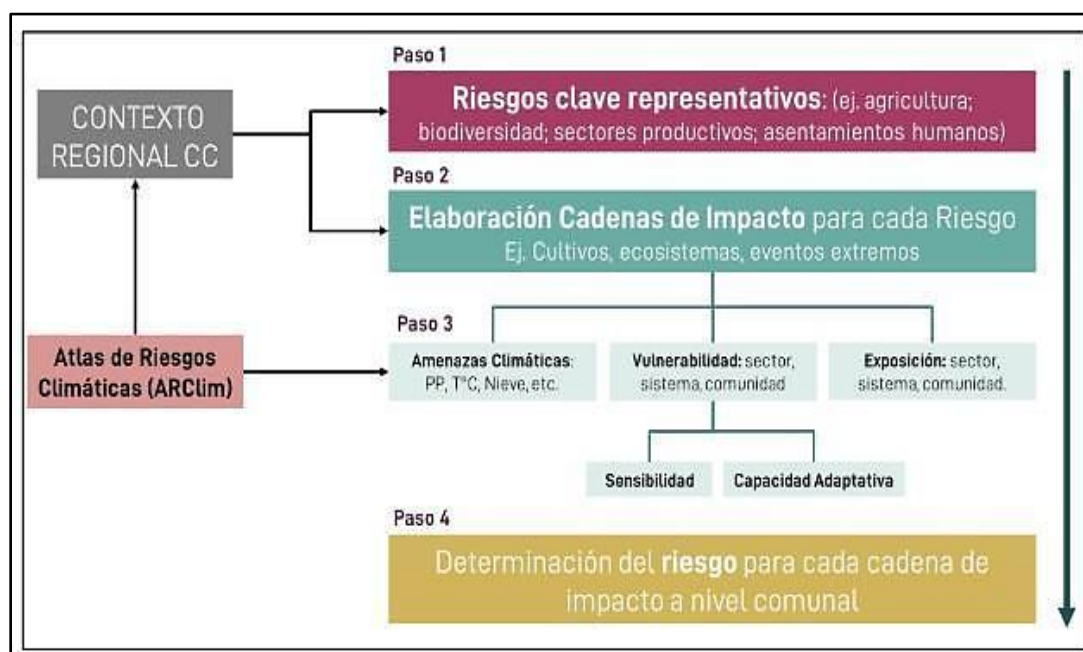 Paso 1
Riesgos clave representativos: (ej. agricultura;
biodiversidad; sectores productivos; asentamientos humanos)
CONTEXTO
REGIONAL CC
Paso 2
Elaboración Cadenas de Impacto para cada Riesgo
Ej. Cultivos, ecosistemas, eventos extremos
Paso 3
Atlas de Riesgos
Climáticas (ARClim)
Amenazas Climáticas:
PP, T°C, Nieve, etc.
Vulnerabilidad: sector,
sistema, comunidad
Exposición: sector,
sistema, comunidad.
Sensibilidad
Capacidad Adaptativa
Paso 4
Determinación del riesgo para cada cadena de
impacto a nivel comunal